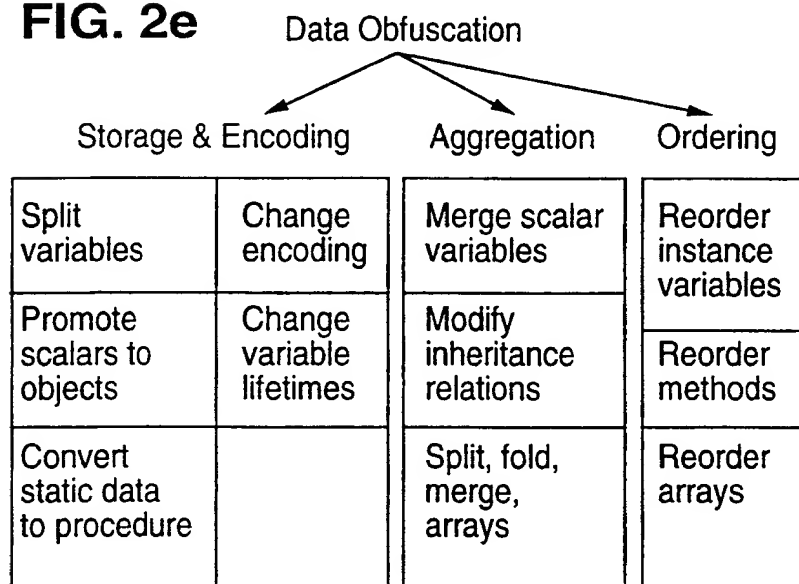 FIG. 2e
Data Obfuscation
Storage & Encoding
Aggregation
Ordering
Split
variables
Change
encoding
Merge scalar
variables
Reorder
instance
variables
Promote
scalars to
objects
Change
variable
lifetimes
Modify
inheritance
relations
Reorder
methods
Convert
static data
to procedure
Split, fold,
merge,
arrays
Reorder
arrays